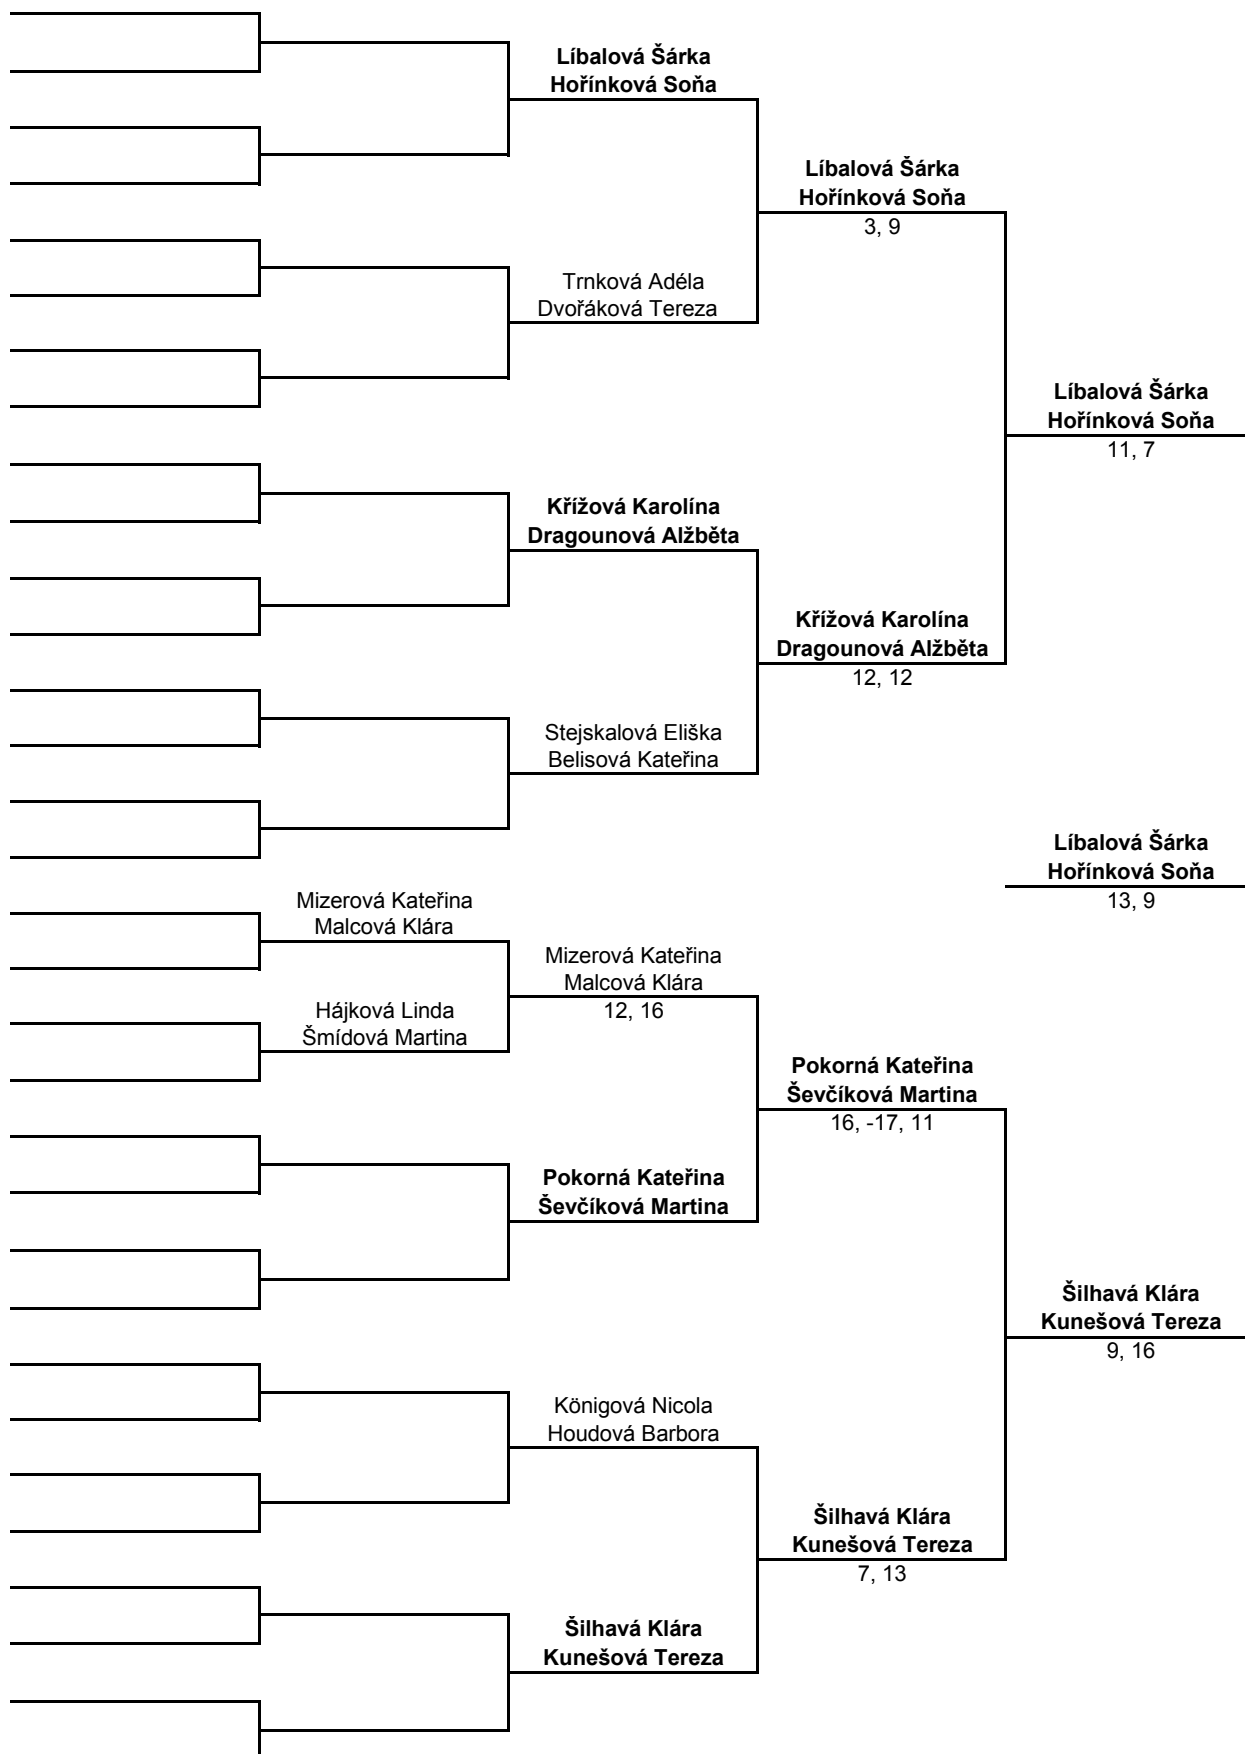 Líbalová Šárka
Hořínková Soňa
Líbalová Šárka
Hořínková Soňa
3, 9
Trnková Adéla
Dvořáková Tereza
Líbalová Šárka
Hořínková Soňa
11, 7
Křížová Karolína
Dragounová Alžběta
Křížová Karolína
Dragounová Alžběta
12, 12
Stejskalová Eliška
Belisová Kateřina
Líbalová Šárka
Hořínková Soňa
13, 9
Mizerová Kateřina
Malcová Klára
Mizerová Kateřina
Malcová Klára
12, 16
Hájková Linda
Šmídová Martina
Pokorná Kateřina
Ševčíková Martina
16, -17, 11
Pokorná Kateřina
Ševčíková Martina
Šilhavá Klára
Kunešová Tereza
9, 16
Königová Nicola
Houdová Barbora
Šilhavá Klára
Kunešová Tereza
7, 13
Šilhavá Klára
Kunešová Tereza